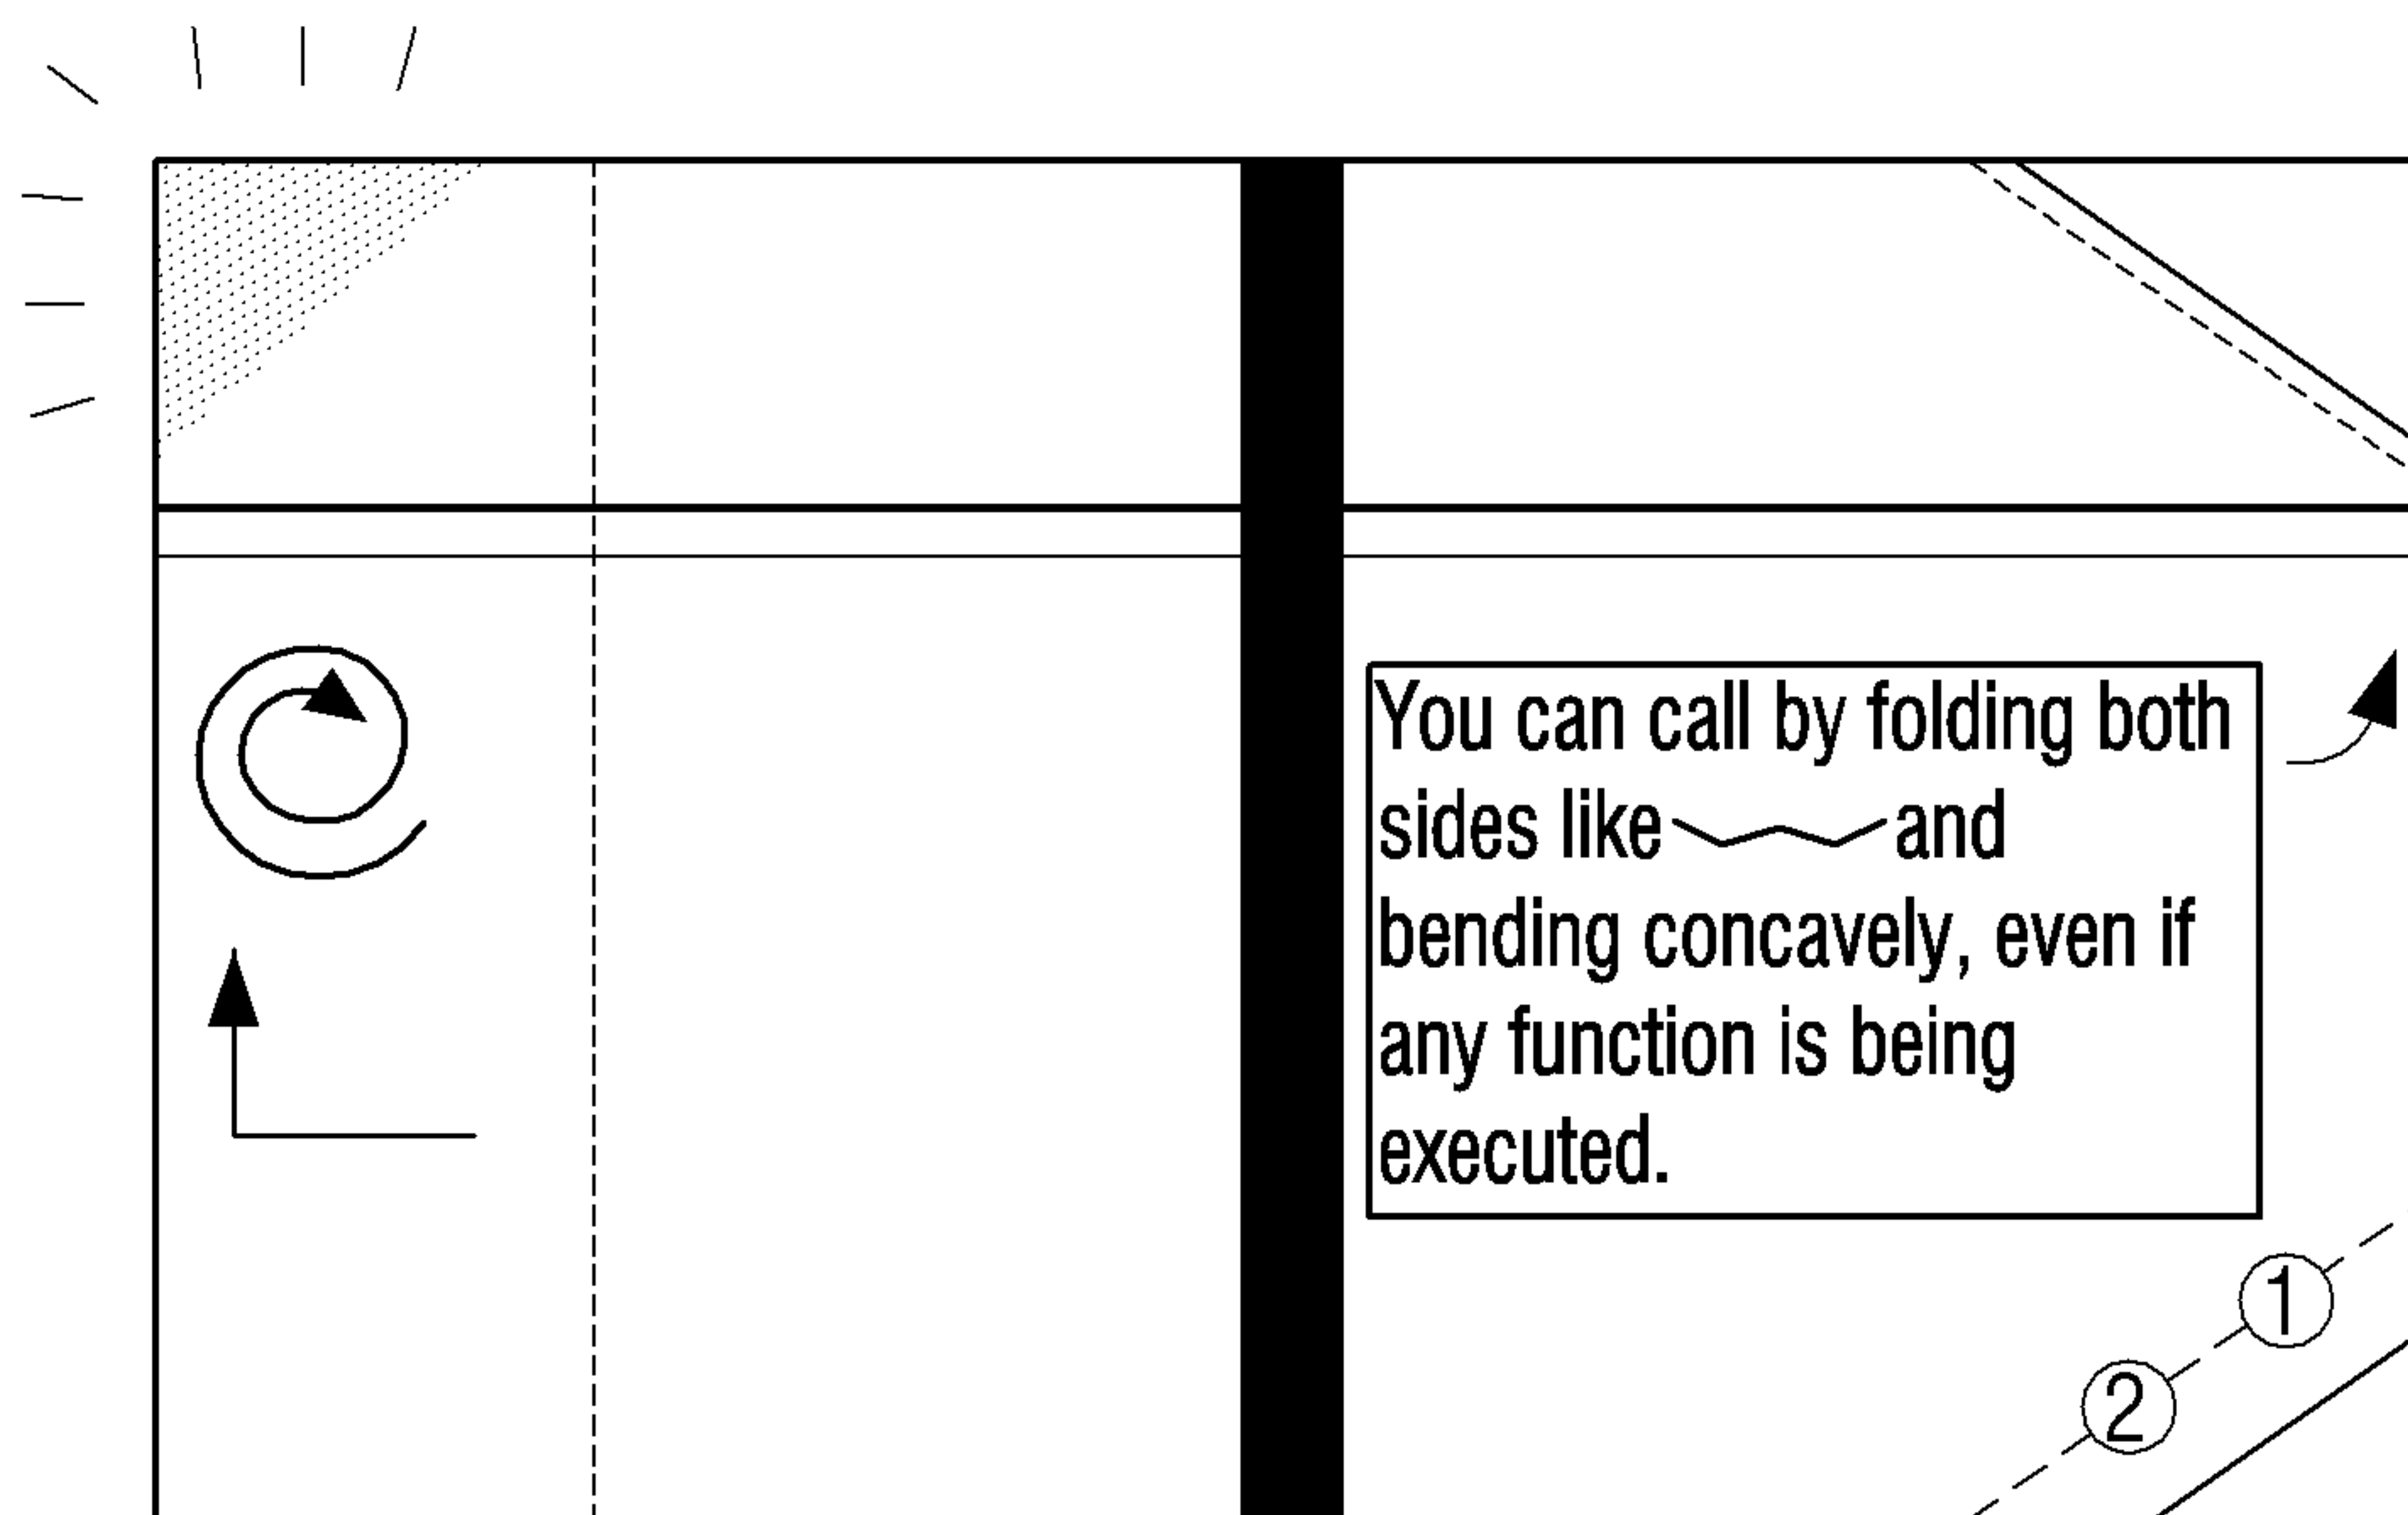 You can call by folding both
sides like and
bending concavely, even if
any function is being
executed.
1
2